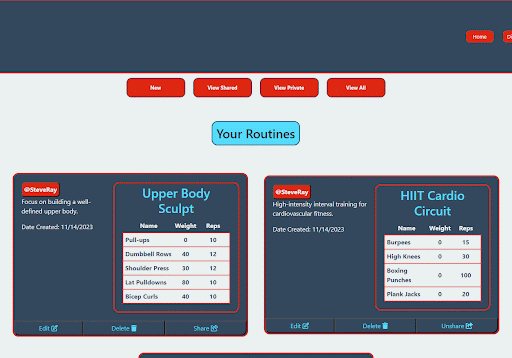 Home
New
View Shared
View Private
View All
Your Routines
@SteveRay
Focus on building a well-
defined upper body.
Date Created: 11/14/2023
Upper Body
Sculpt
Name Weight Reps
Pull-ups 0 10
Dumbbell Rows 40 12
Shoulder Press 30 12
Lat Pulldowns 80 10
Bicep Curls 40 10
Edit
Delete
Share
@SteveRay
High-intensity interval training for
cardiovascular fitness.
Date Created: 11/14/2023
HIIT Cardio
Circuit
Name Weight Reps
Burpees 0 15
High Knees 0 30
Boxing
Punches 0 100
Plank Jacks 0 20
Edit
Delete
Unshare